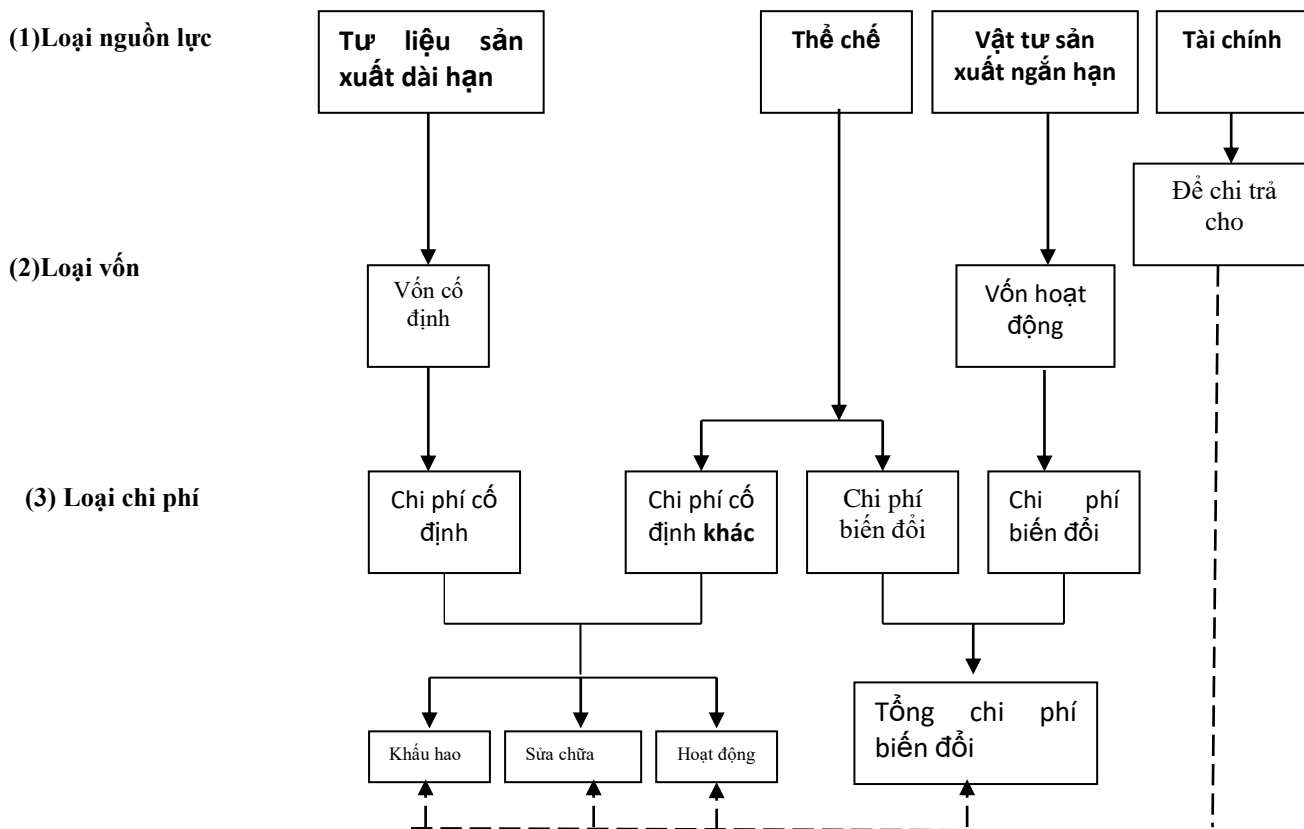 (1)Loại nguồn lực
Tư liệu sản
xuất dài hạn
Thể chế
Vật tư sản
xuất ngắn hạn
Tài chính
Để chi trả
cho
(2)Loại vốn
Vốn cố
định
Vốn hoạt
động
(3) Loại chi phí
Chi phí cố
định
Chi phí cố
định khác
Chi phí
biến đổi
Chi phí
biến đổi
Khấu hao
Sửa chữa
Hoạt động
Tổng chi phí
biến đổi